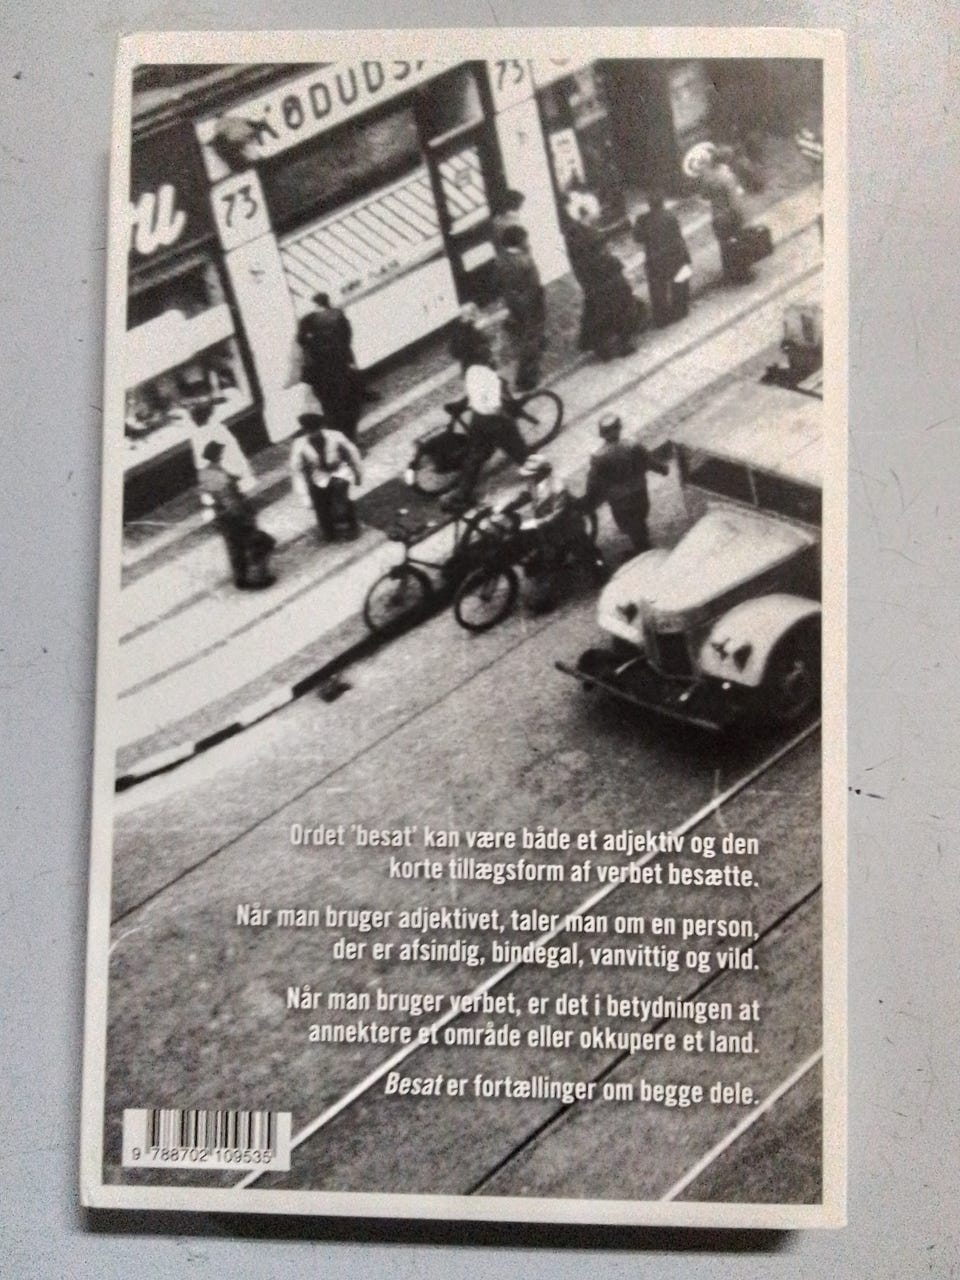 KØDUDS
73
73
Ordet 'besat' kan være både et adjektiv og den
korte tillægsform af verbet besætte.
Når man bruger adjektivet, taler man om en person,
der er afsindig, bindegal, vanvittig og vild.
Når man bruger verbet, er det i betydningen at
annektere et område eller okkupere et land.
Besat er fortællinger om begge dele.
9 788702 109535